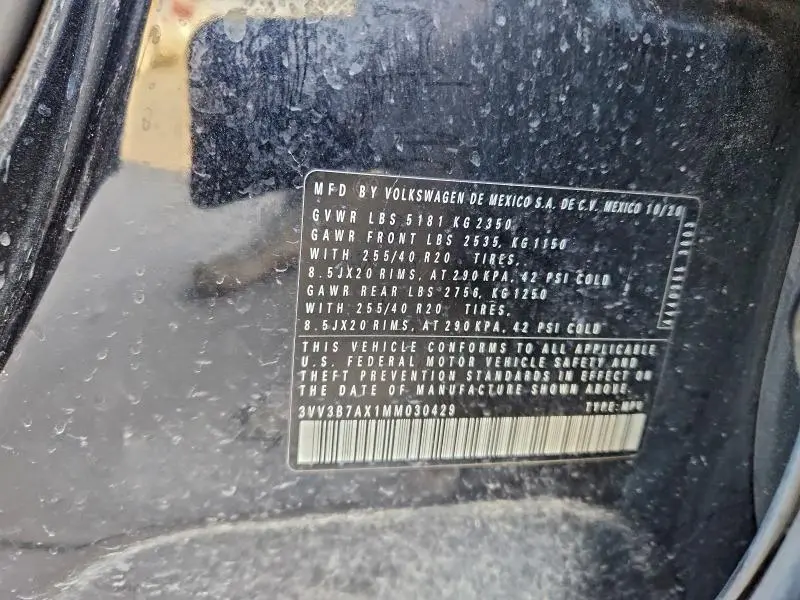 MFD BY VOLKSWAGEN DE MEXICO S.A. DE C.V. MEXICO 10/20
GVWR LBS 5181 KG 2350
GAWR FRONT LBS 2535, KG 1150
WITH 255/40 R20 TIRES,
8.5JX20 RIMS, AT 290 KPA, 42 PSI COLD
GAWR REAR LBS 2756, KG 1250
WITH 255/40 R20 TIRES,
8.5JX20 RIMS, AT 290 KPA, 42 PSI COLD
THIS VEHICLE CONFORMS TO ALL APPLICABLE
U.S. FEDERAL MOTOR VEHICLE SAFETY AND
THEFT PREVENTION STANDARDS IN EFFECT ON
THE DATE OF MANUFACTURE SHOWN ABOVE.
3VV3B7AX1MM030429 TYPE: MPV